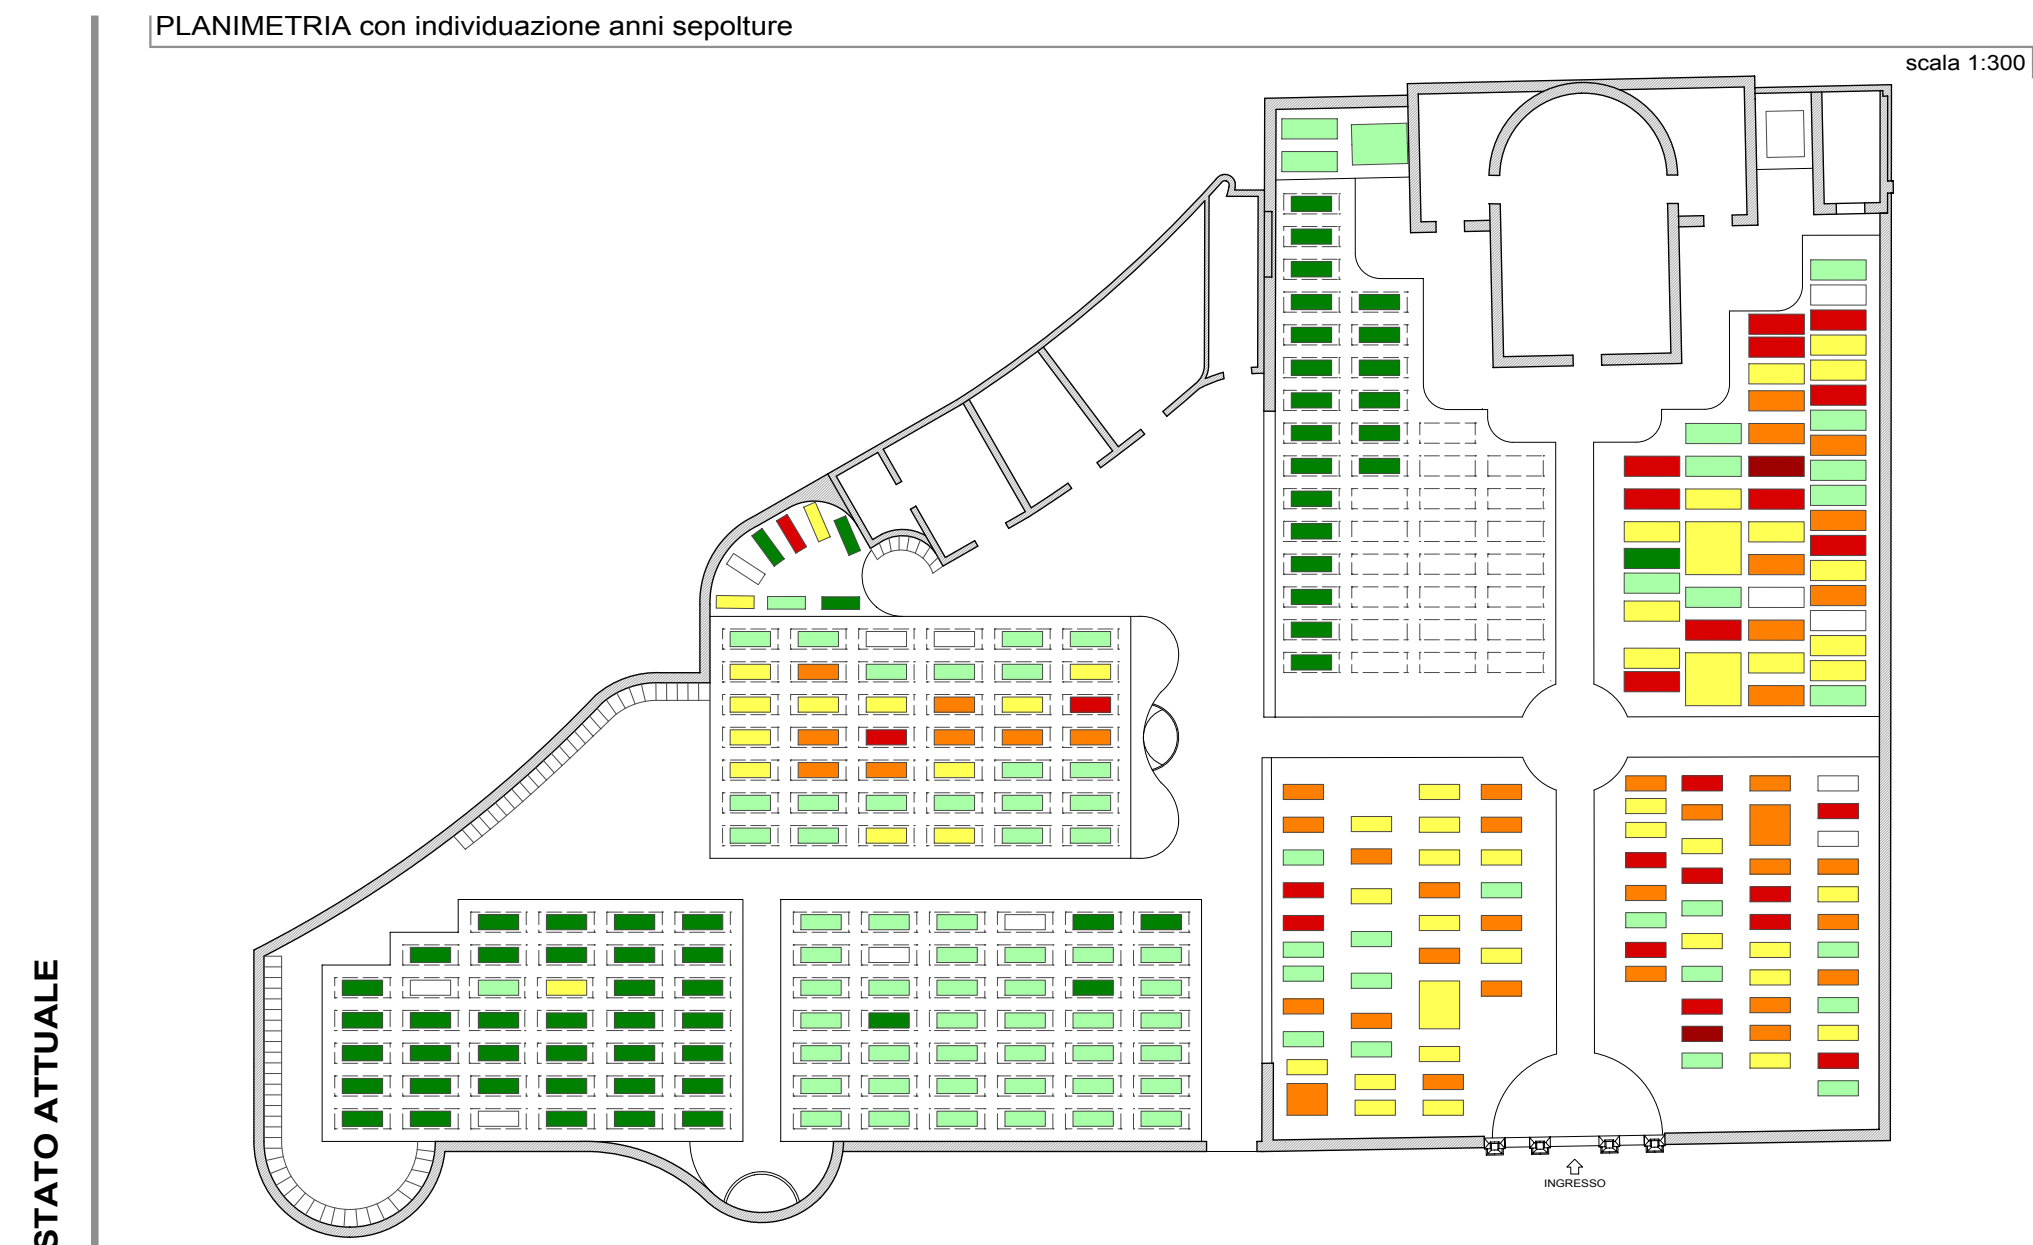 PLANIMETRIA con individuazione anni sepolture
scala 1:300
STATO ATTUALE
INGRESSO